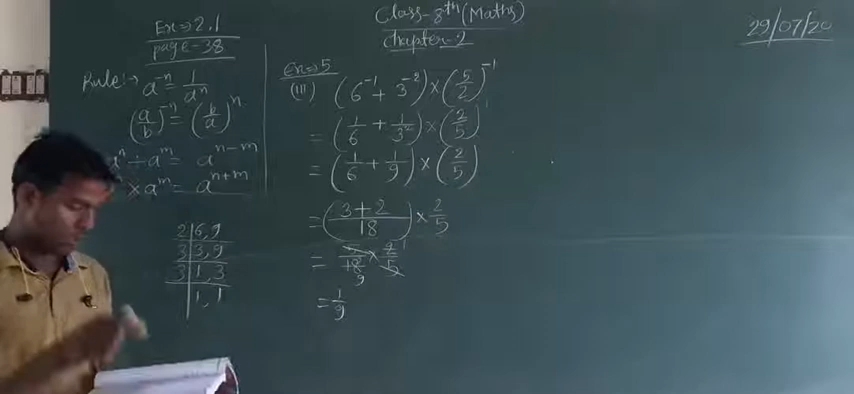 Class-8th (Maths)
Chapter-2
29/07/20
Ex⇒2.1
page-38
Rule:→ a⁻ⁿ = 1/aⁿ
(a/b)⁻ⁿ = (b/a)ⁿ
aⁿ ÷ aᵐ = aⁿ⁻ᵐ
× aᵐ = aⁿ⁺ᵐ
2|6, 9
3|3, 9
3|1, 3
|1, 1
Ex⇒5
(iii) (6⁻¹ + 3⁻²) × (5/2)⁻¹
= (1/6 + 1/3²) × (2/5)¹
= (1/6 + 1/9) × (2/5)
= (3+2/18) × 2/5
= 5/18 9 × 2/5 1
= 1/9